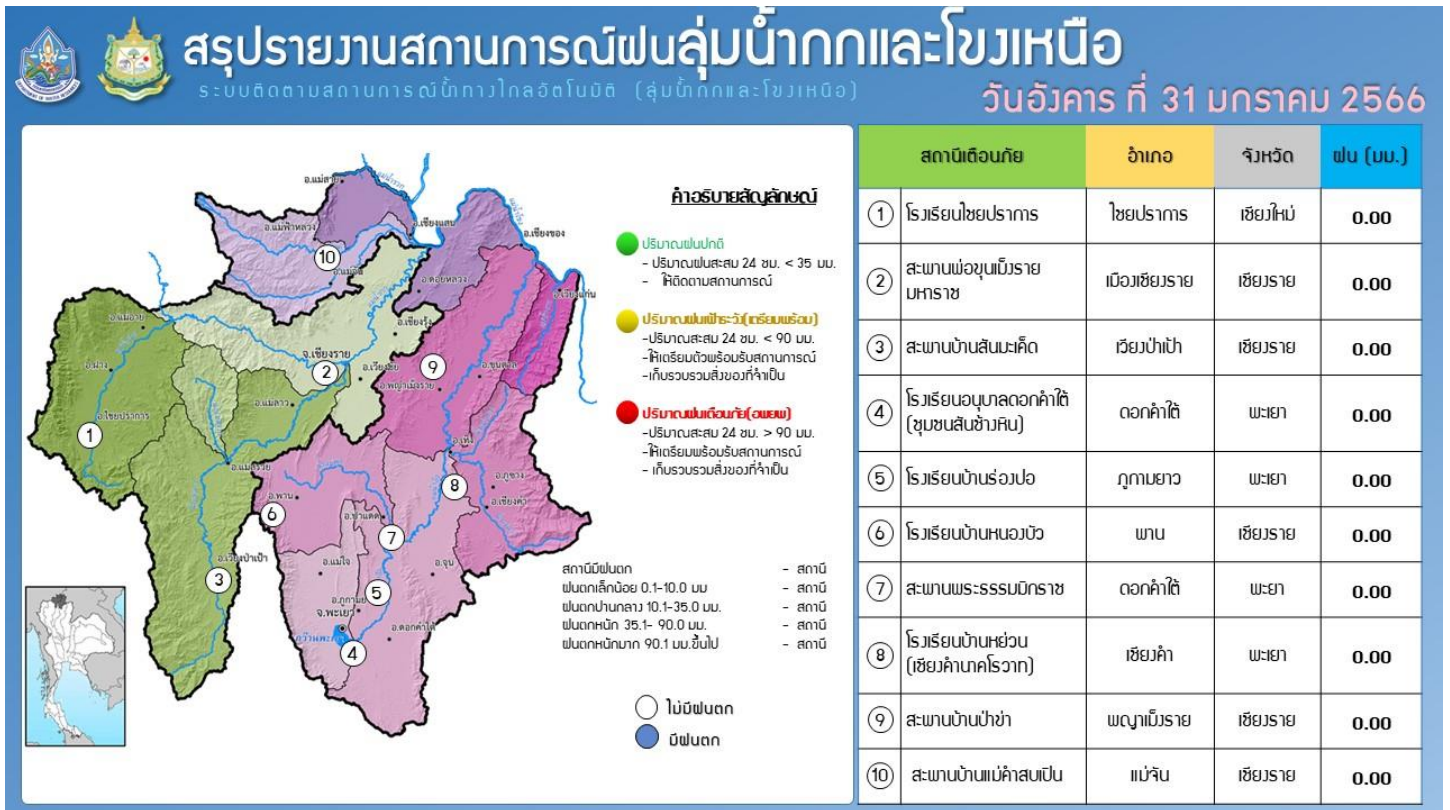 สรุปรายงานสถานการณ์ฝนลุ่มน้ำกกและโขงเหนือ
ระบบติดตามสถานการณ์น้ำทางไกลอัตโนมัติ (ลุ่มน้ำกกและโขงเหนือ)
วันอังคาร ที่ 31 มกราคม 2566
อ.แม่สาย
อ.เชียงแสน
อ.แม่ฟ้าหลวง
อ.เชียงของ
10
อ.แม่จัน
อ.ดอยหลวง
อ.เวียงแก่น
อ.แม่อาย
อ.เชียงรุ้ง
จ.เชียงราย
2
อ.เวียงชัย
9
อ.ขุนตาล
อ.ฝาง
อ.พญาเม็งราย
อ.ไชยปราการ
อ.แม่ลาว
1
อ.เทิง
อ.แม่สรวย
8
อ.ภูซาง
อ.พาน
อ.เชียงคำ
6
อ.ป่าแดด
7
อ.เวียงป่าเป้า
3
อ.แม่ใจ
อ.จุน
5
อ.ภูกามยาว
จ.พะเยา
กว๊านพะเยา
อ.ดอกคำใต้
4
คำอธิบายสัญลักษณ์
ปริมาณฝนปกติ
- ปริมาณฝนสะสม 24 ชม. < 35 มม.
- ให้ติดตามสถานการณ์
ปริมาณฝนเฝ้าระวัง(เตรียมพร้อม)
-ปริมาณสะสม 24 ชม. < 90 มม.
-ให้เตรียมตัวพร้อมรับสถานการณ์
-เก็บรวบรวมสิ่งของที่จำเป็น
ปริมาณฝนเตือนภัย(อพยพ)
-ปริมาณสะสม 24 ชม. > 90 มม.
-ให้เตรียมพร้อมรับสถานการณ์
- เก็บรวบรวมสิ่งของที่จำเป็น
สถานีมีฝนตก - สถานี
ฝนตกเล็กน้อย 0.1-10.0 มม - สถานี
ฝนตกปานกลาง 10.1-35.0 มม. - สถานี
ฝนตกหนัก 35.1- 90.0 มม. - สถานี
ฝนตกหนักมาก 90.1 มม.ขึ้นไป - สถานี
ไม่มีฝนตก
มีฝนตก
สถานีเตือนภัย อำเภอ จังหวัด ฝน (มม.)
1 โรงเรียนไชยปราการ ไชยปราการ เชียงใหม่ 0.00
2 สะพานพ่อขุนเม็งราย
มหาราช เมืองเชียงราย เชียงราย 0.00
3 สะพานบ้านสันมะเค็ด เวียงป่าเป้า เชียงราย 0.00
4 โรงเรียนอนุบาลดอกคำใต้
(ชุมชนสันช้างหิน) ดอกคำใต้ พะเยา 0.00
5 โรงเรียนบ้านร่องปอ ภูกามยาว พะเยา 0.00
6 โรงเรียนบ้านหนองบัว พาน เชียงราย 0.00
7 สะพานพระธรรมมิกราช ดอกคำใต้ พะเยา 0.00
8 โรงเรียนบ้านหย่วน
(เชียงคำนาคโรวาท) เชียงคำ พะเยา 0.00
9 สะพานบ้านป่าข่า พญาเม็งราย เชียงราย 0.00
10 สะพานบ้านแม่คำสบเปิน แม่จัน เชียงราย 0.00